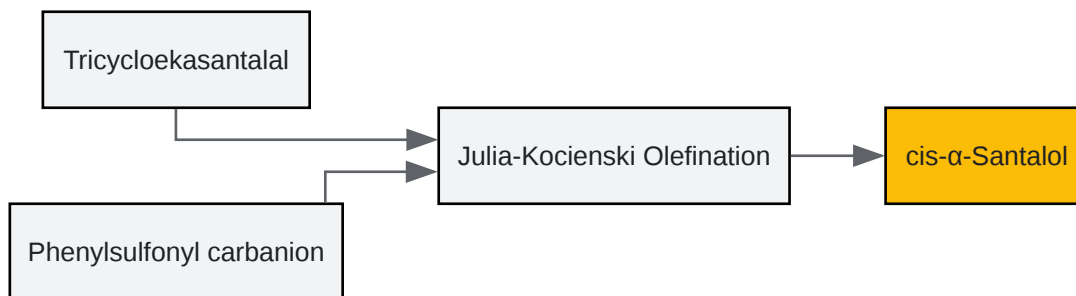 Tricycloekasantalal
Julia-Kocienski Olefination
cis-α-Santalol
Phenylsulfonyl carbanion